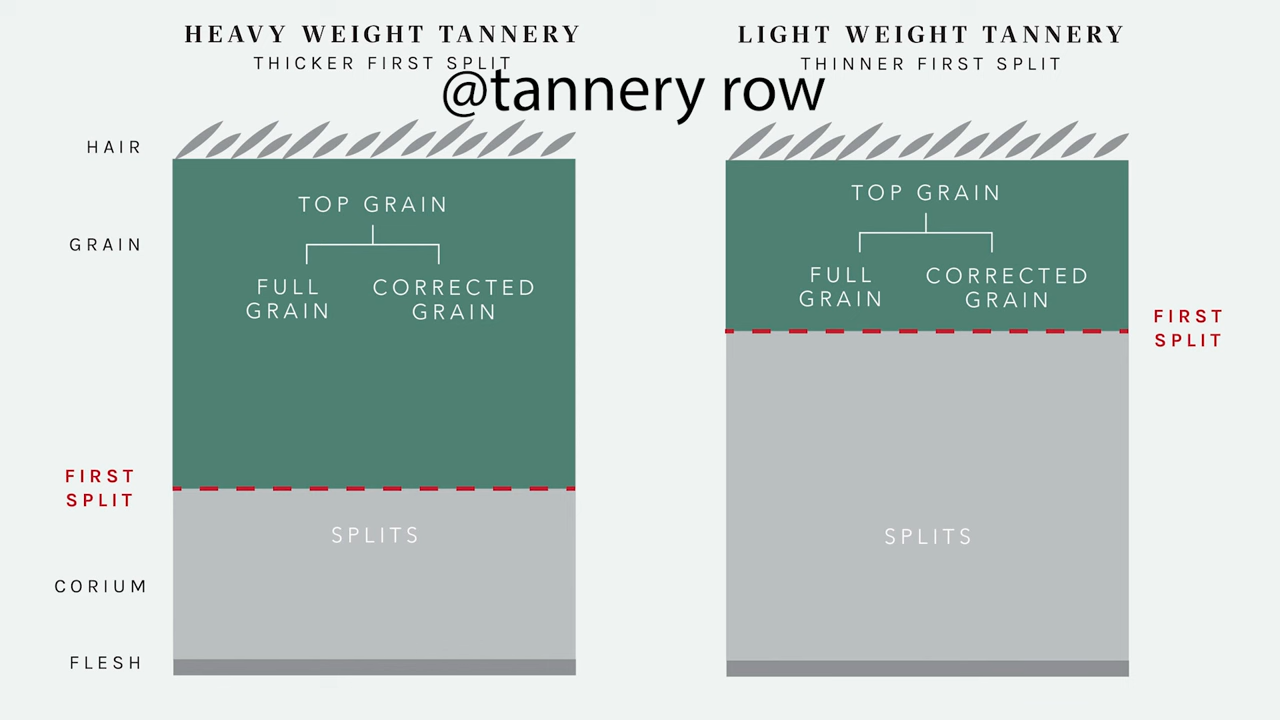 HEAVY WEIGHT TANNERY
THICKER FIRST SPLIT
LIGHT WEIGHT TANNERY
THINNER FIRST SPLIT
@tannery row
HAIR
GRAIN
FIRST
SPLIT
CORIUM
FLESH
TOP GRAIN
FULL
GRAIN
CORRECTED
GRAIN
SPLITS
TOP GRAIN
FULL
GRAIN
CORRECTED
GRAIN
SPLITS
FIRST
SPLIT